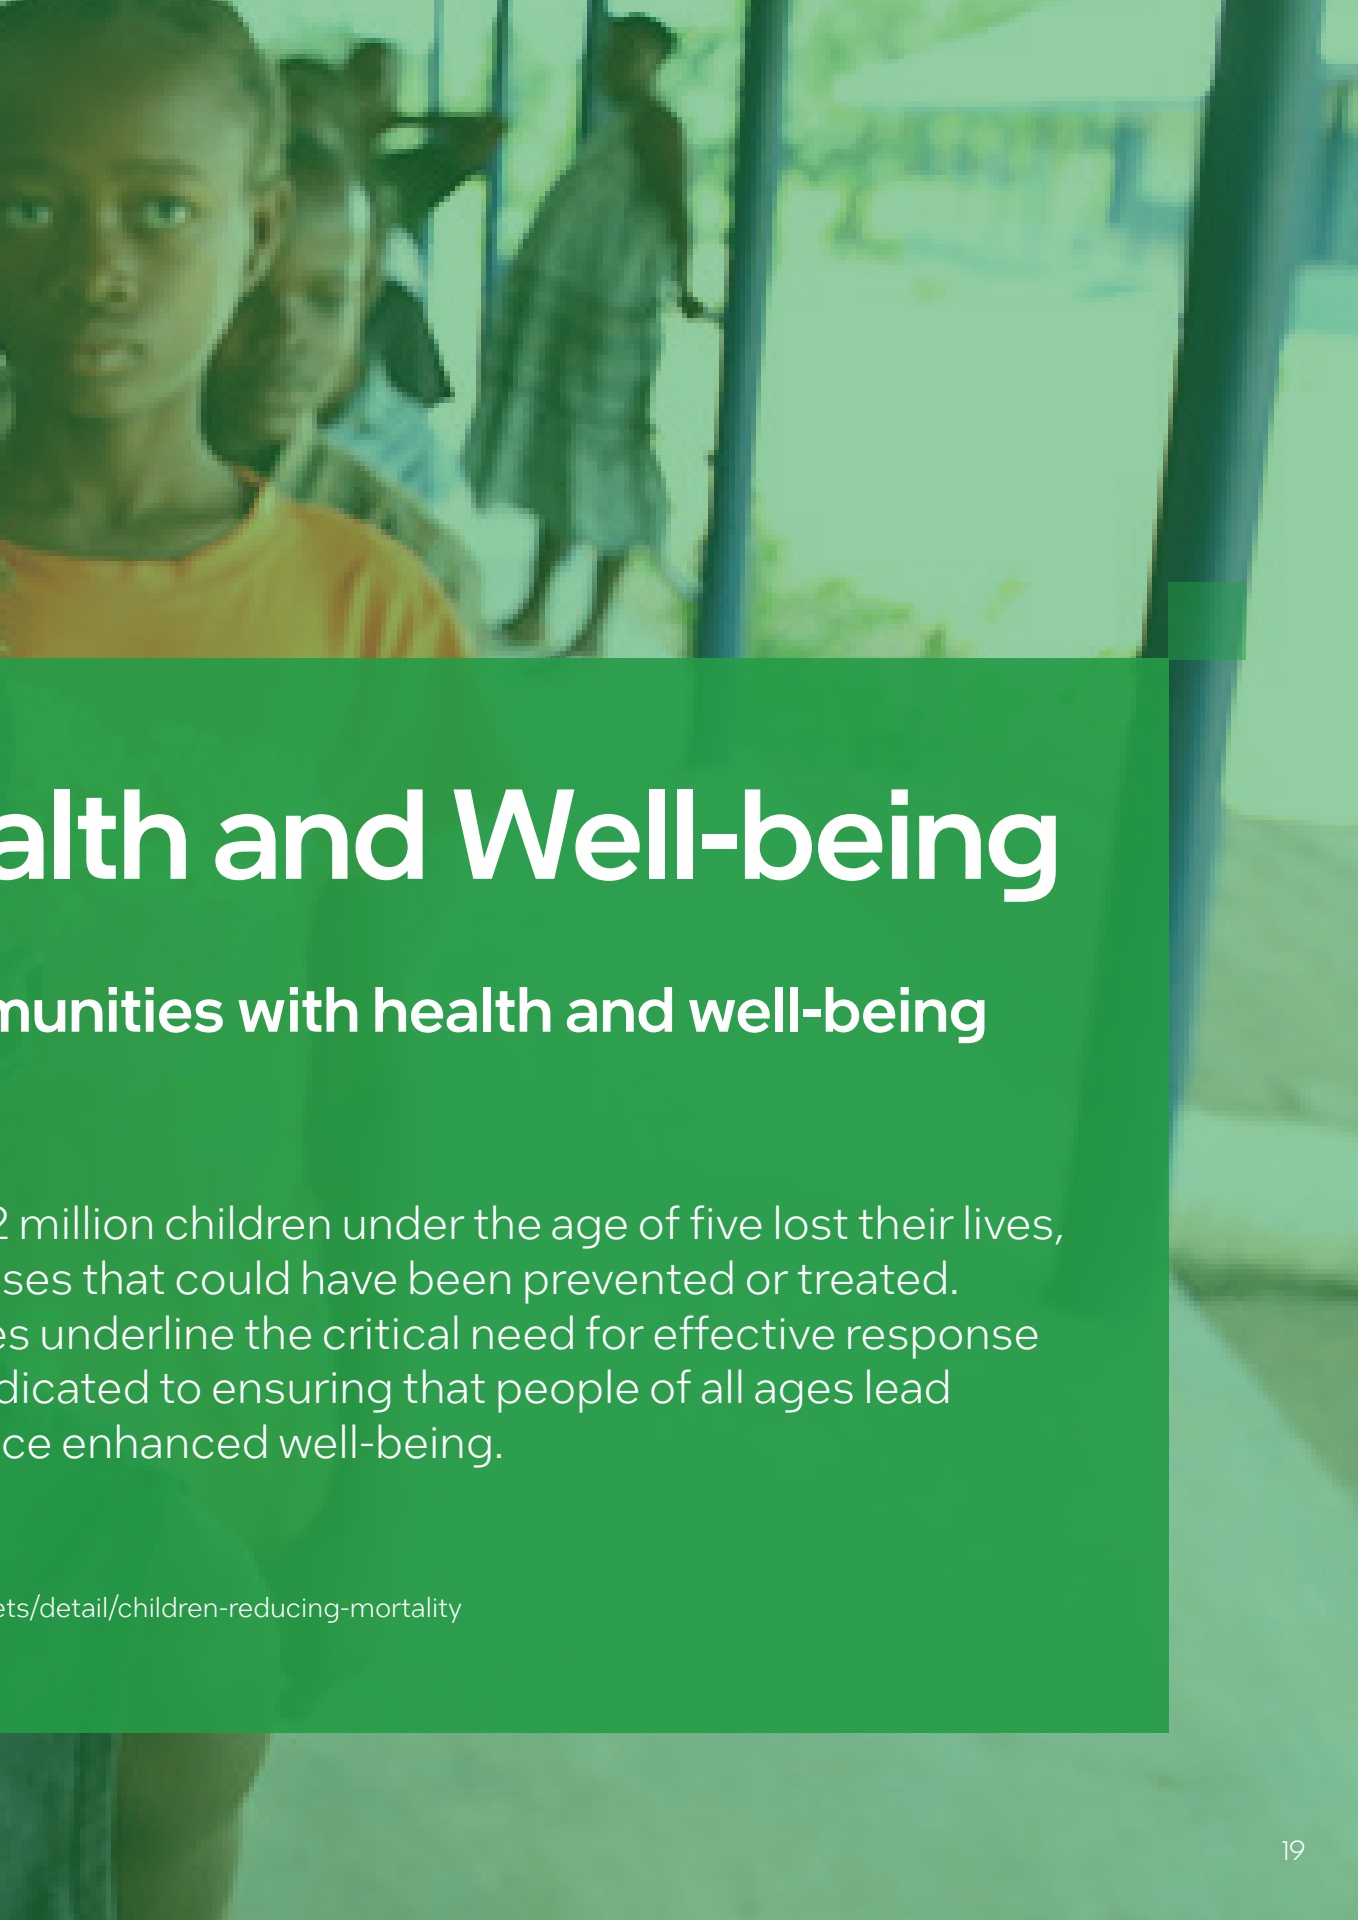 alth and Well-being
munities with health and well-being
2 million children under the age of five lost their lives,
ses that could have been prevented or treated.
es underline the critical need for effective response
dicated to ensuring that people of all ages lead
ce enhanced well-being.
ets/detail/children-reducing-mortality
19